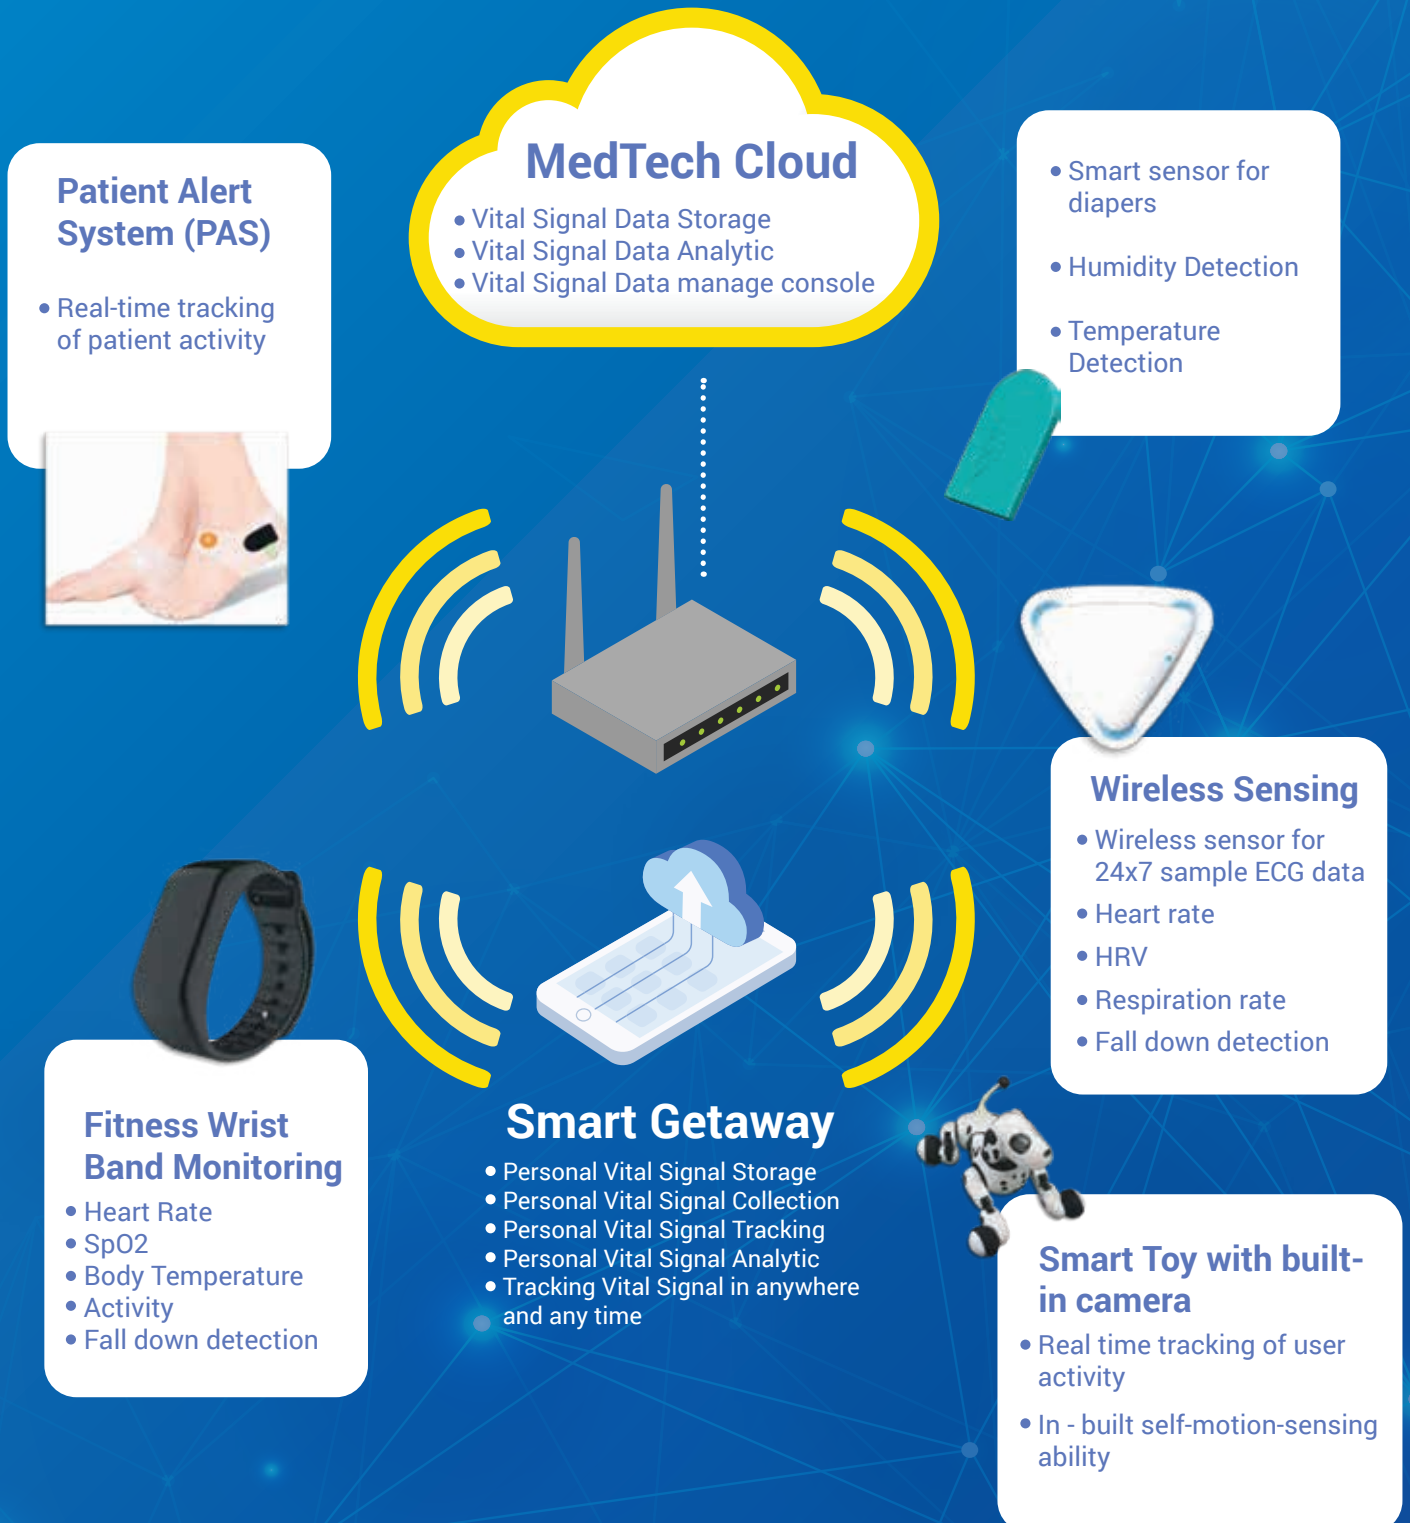 MedTech Cloud
• Vital Signal Data Storage
• Vital Signal Data Analytic
• Vital Signal Data manage console
Patient Alert
System (PAS)
• Real-time tracking
of patient activity
• Smart sensor for
diapers
• Humidity Detection
• Temperature
Detection
Wireless Sensing
• Wireless sensor for
24x7 sample ECG data
• Heart rate
• HRV
• Respiration rate
• Fall down detection
Fitness Wrist
Band Monitoring
• Heart Rate
• SpO2
• Body Temperature
• Activity
• Fall down detection
Smart Getaway
• Personal Vital Signal Storage
• Personal Vital Signal Collection
• Personal Vital Signal Tracking
• Personal Vital Signal Analytic
• Tracking Vital Signal in anywhere
and any time
Smart Toy with built-
in camera
• Real time tracking of user
activity
• In - built self-motion-sensing
ability